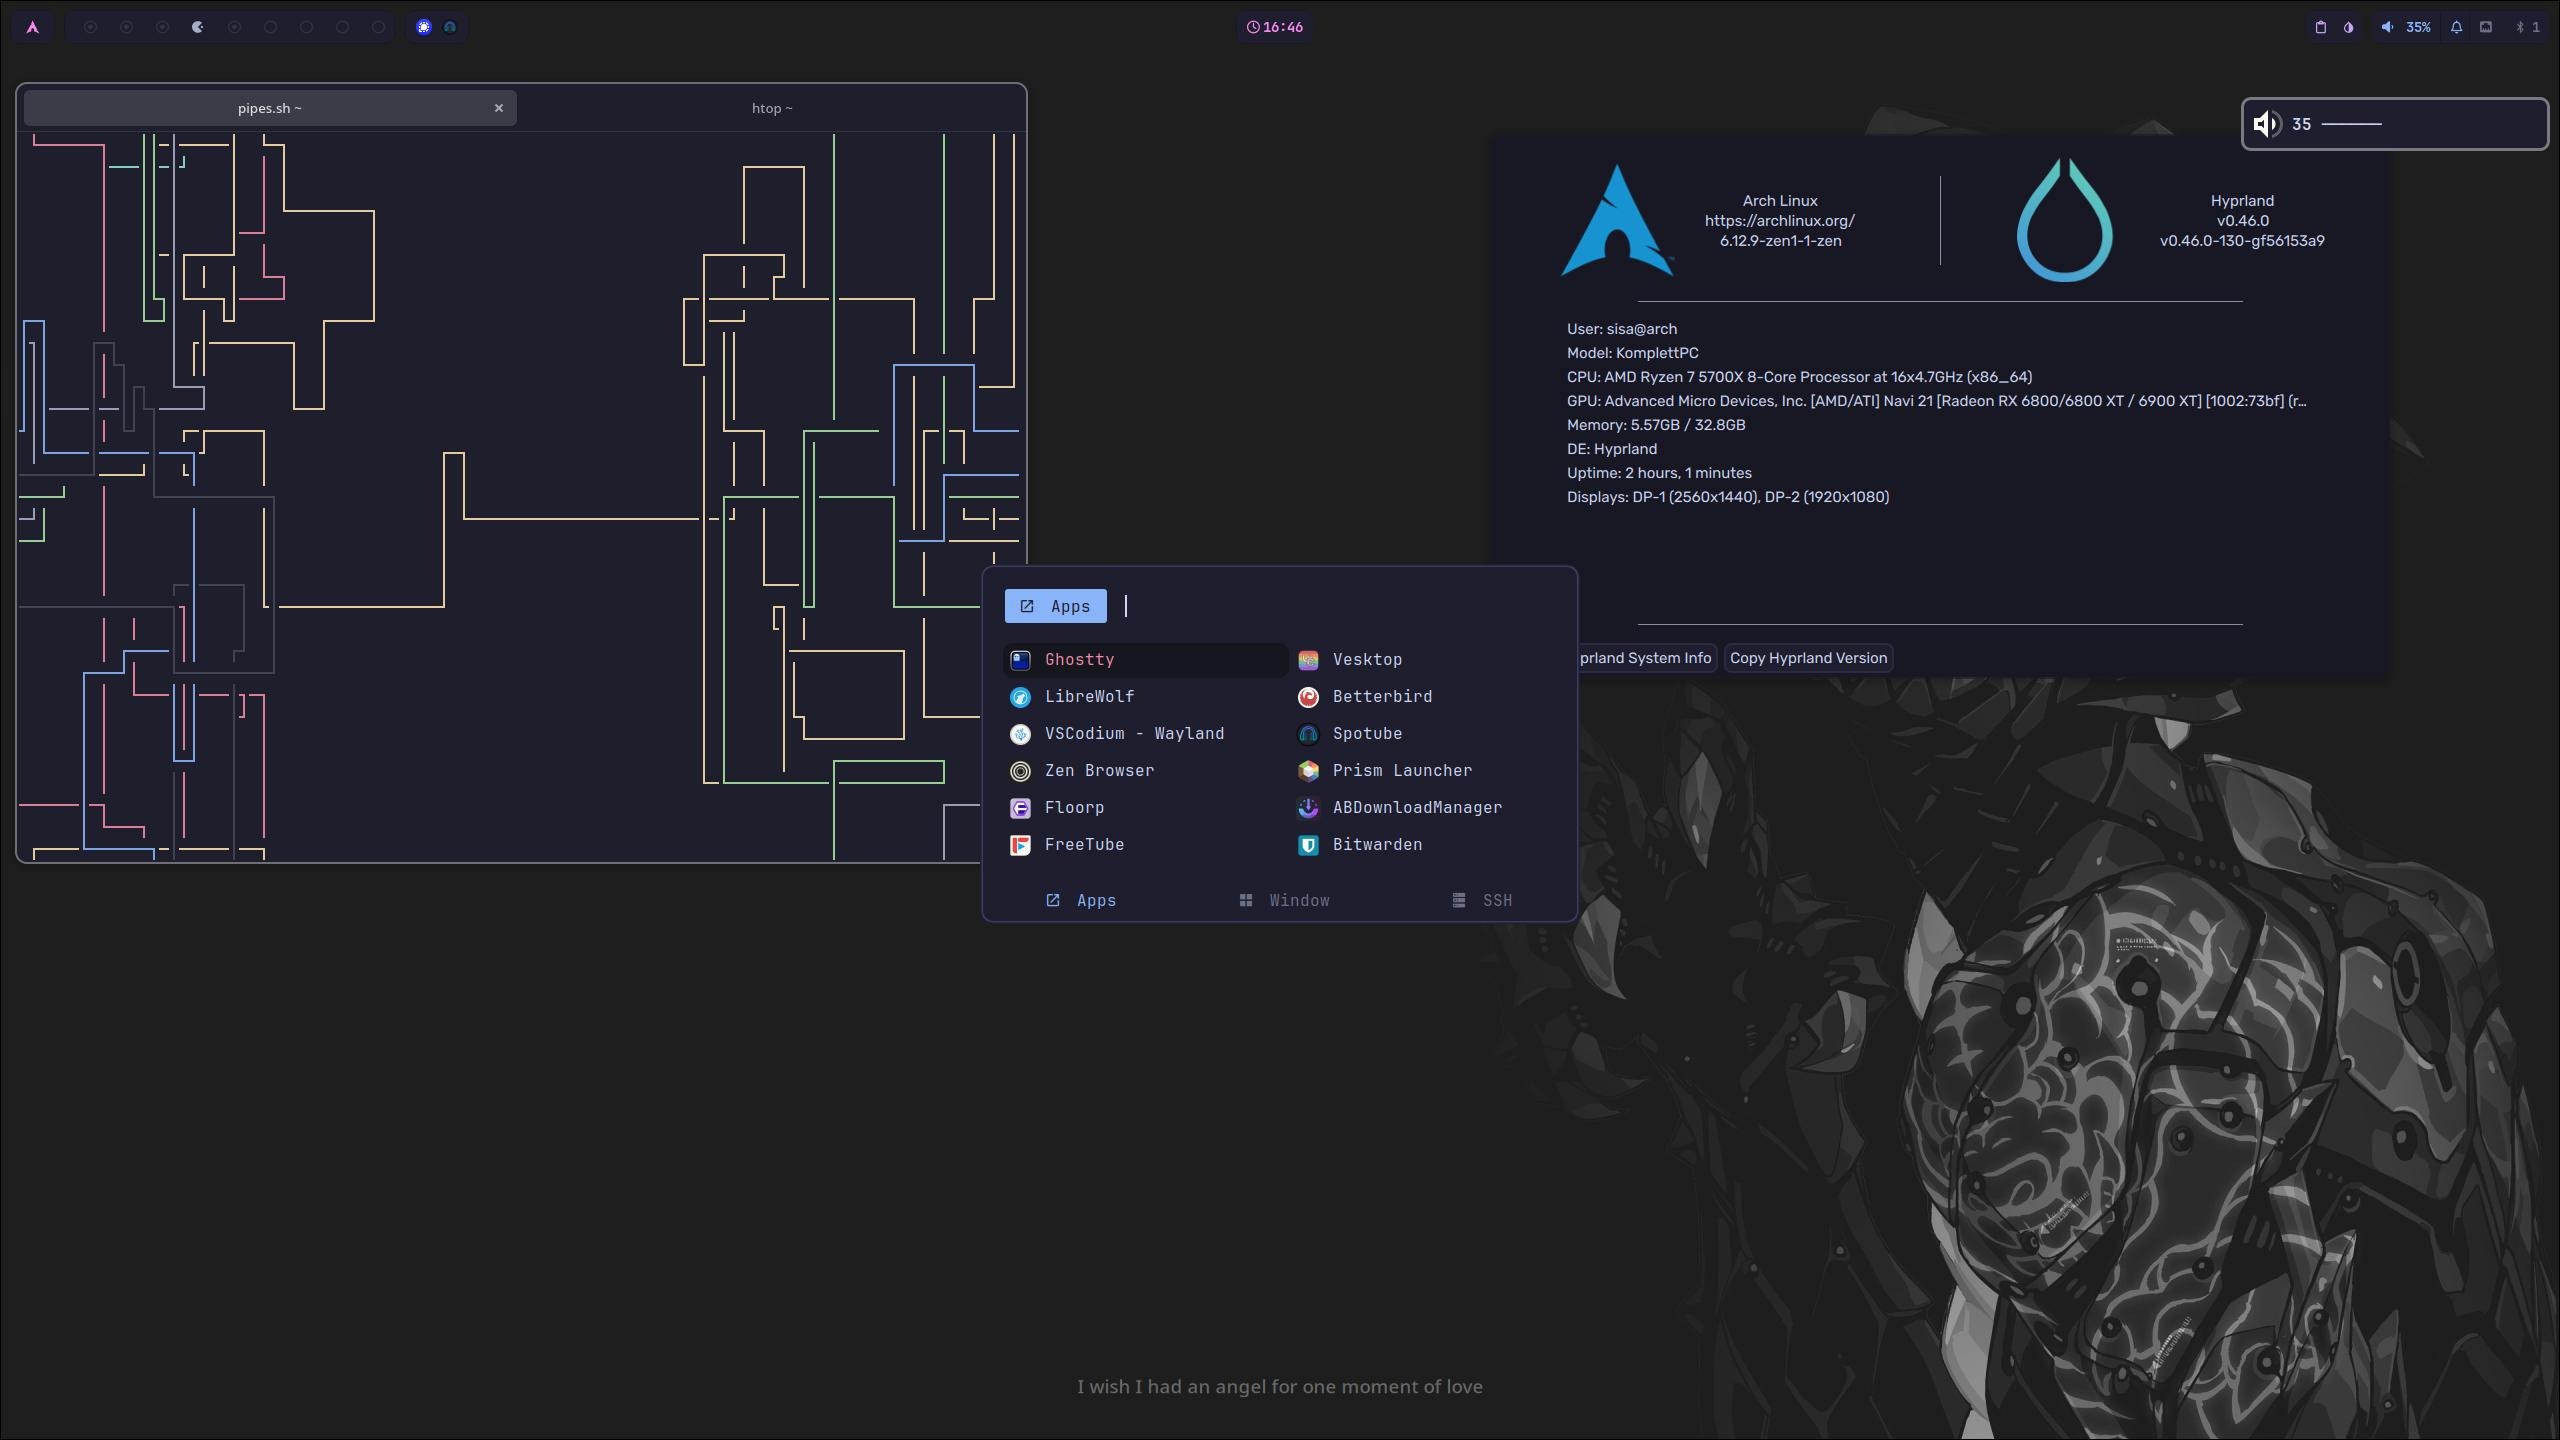 16:46
35%
1
pipes.sh ~
htop ~
35
Arch Linux
https://archlinux.org/
6.12.9-zen1-1-zen
Hyprland
v0.46.0
v0.46.0-130-gf56153a9
User: sisa@arch
Model: KomplettPC
CPU: AMD Ryzen 7 5700X 8-Core Processor at 16x4.7GHz (x86_64)
GPU: Advanced Micro Devices, Inc. [AMD/ATI] Navi 21 [Radeon RX 6800/6800 XT / 6900 XT] [1002:73bf] (r...
Memory: 5.57GB / 32.8GB
DE: Hyprland
Uptime: 2 hours, 1 minutes
Displays: DP-1 (2560x1440), DP-2 (1920x1080)
prland System Info
Copy Hyprland Version
Apps
Ghostty
Vesktop
LibreWolf
Betterbird
VSCodium - Wayland
Spotube
Zen Browser
Prism Launcher
Floorp
ABDownloadManager
FreeTube
Bitwarden
Apps
Window
SSH
I wish I had an angel for one moment of love